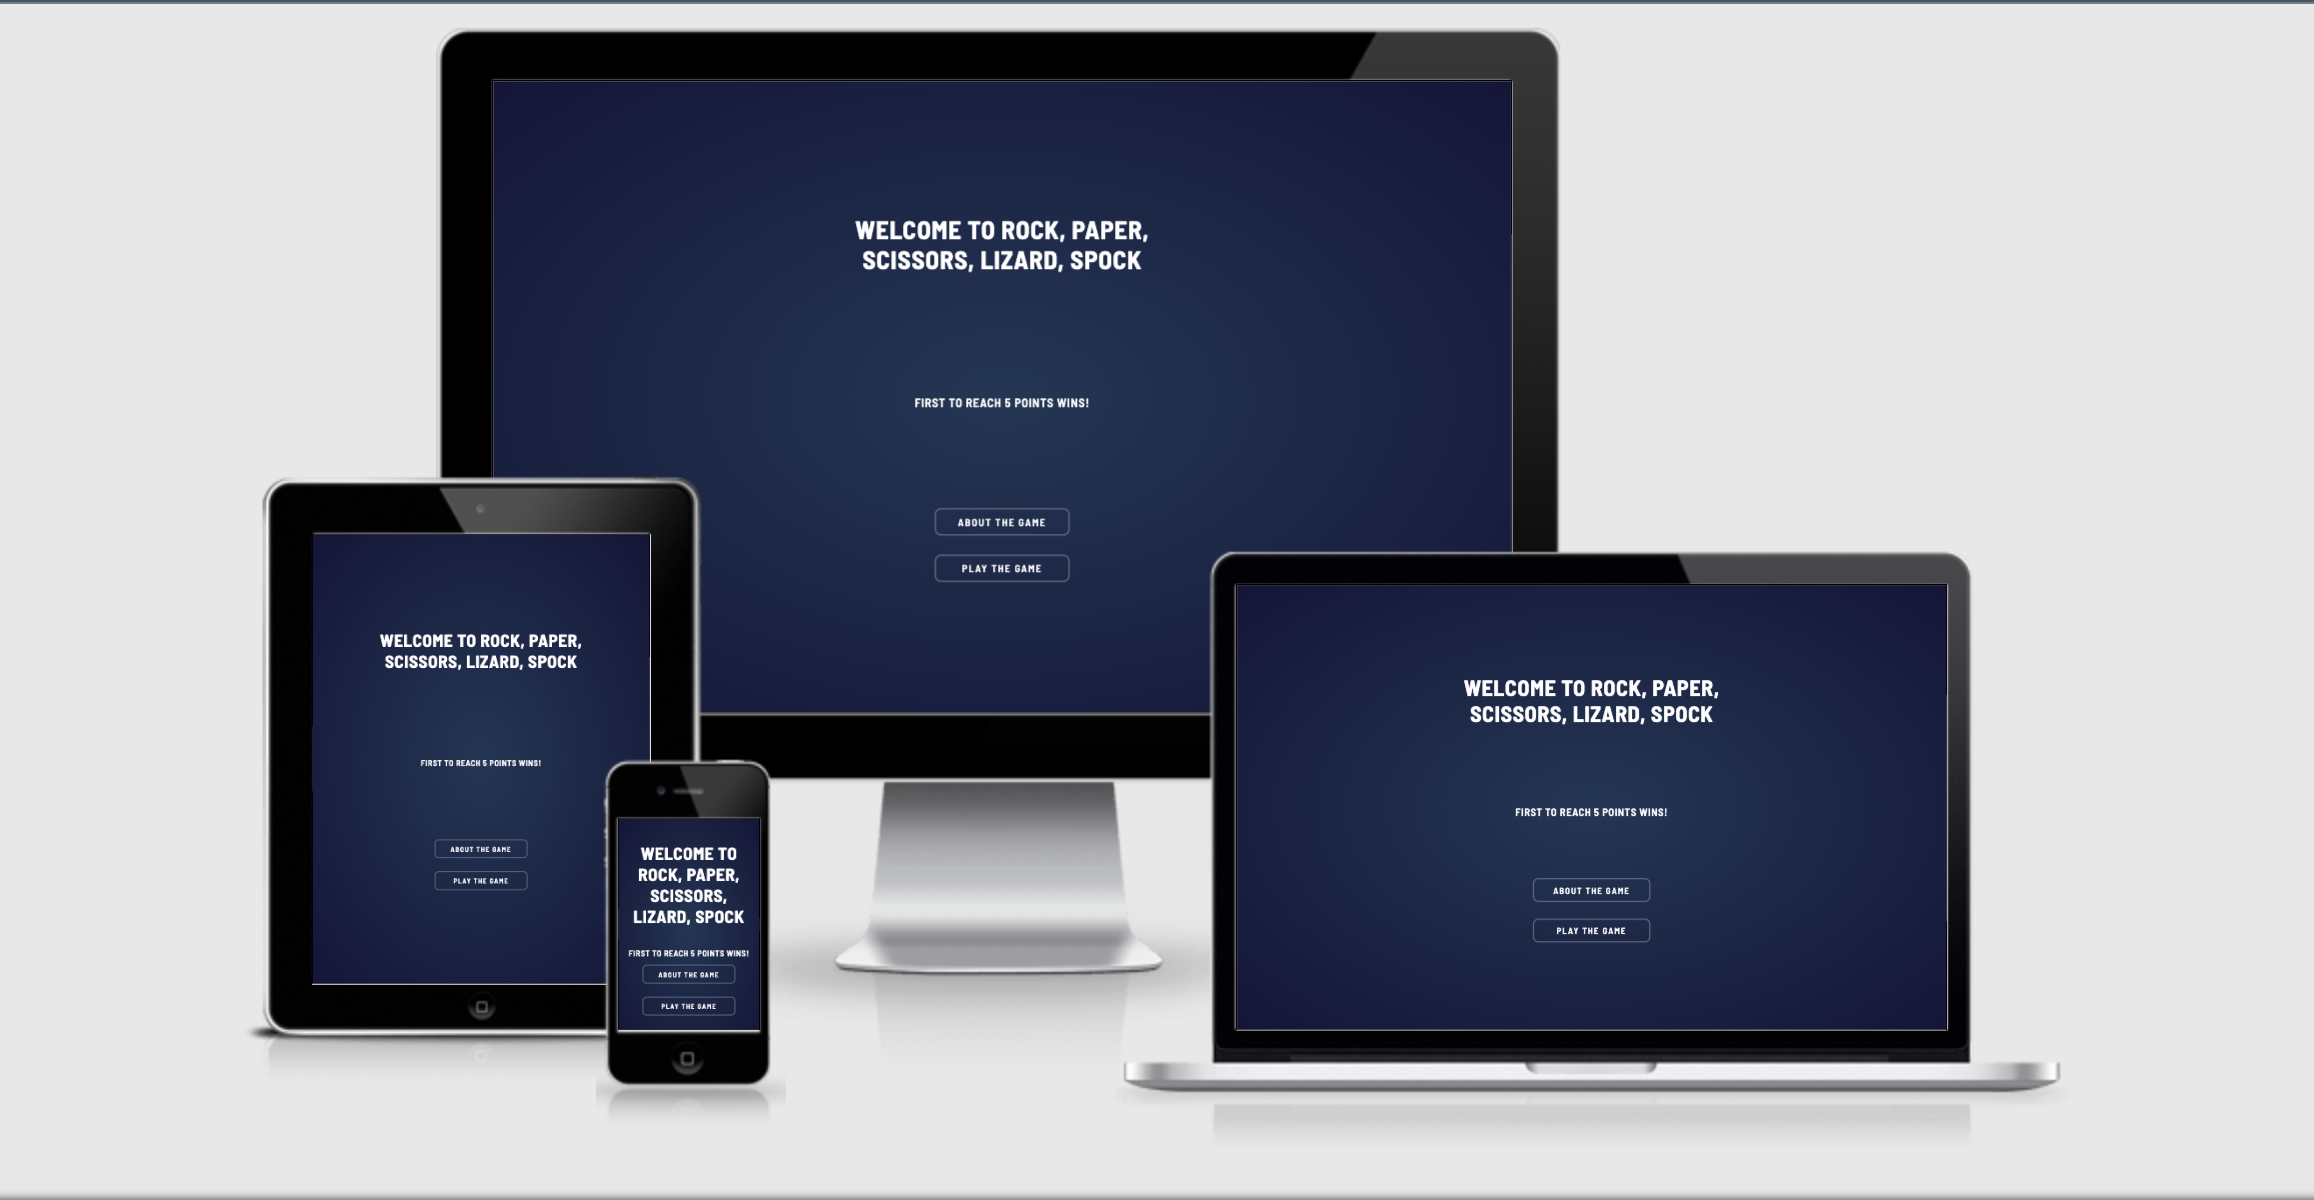 WELCOME TO ROCK, PAPER,
SCISSORS, LIZARD, SPOCK
FIRST TO REACH 5 POINTS WINS!
ABOUT THE GAME
PLAY THE GAME
WELCOME TO ROCK, PAPER,
SCISSORS, LIZARD, SPOCK
FIRST TO REACH 5 POINTS WINS!
ABOUT THE GAME
PLAY THE GAME
WELCOME TO
ROCK, PAPER,
SCISSORS,
LIZARD, SPOCK
FIRST TO REACH 5 POINTS WINS!
ABOUT THE GAME
PLAY THE GAME
WELCOME TO ROCK, PAPER,
SCISSORS, LIZARD, SPOCK
FIRST TO REACH 5 POINTS WINS!
ABOUT THE GAME
PLAY THE GAME